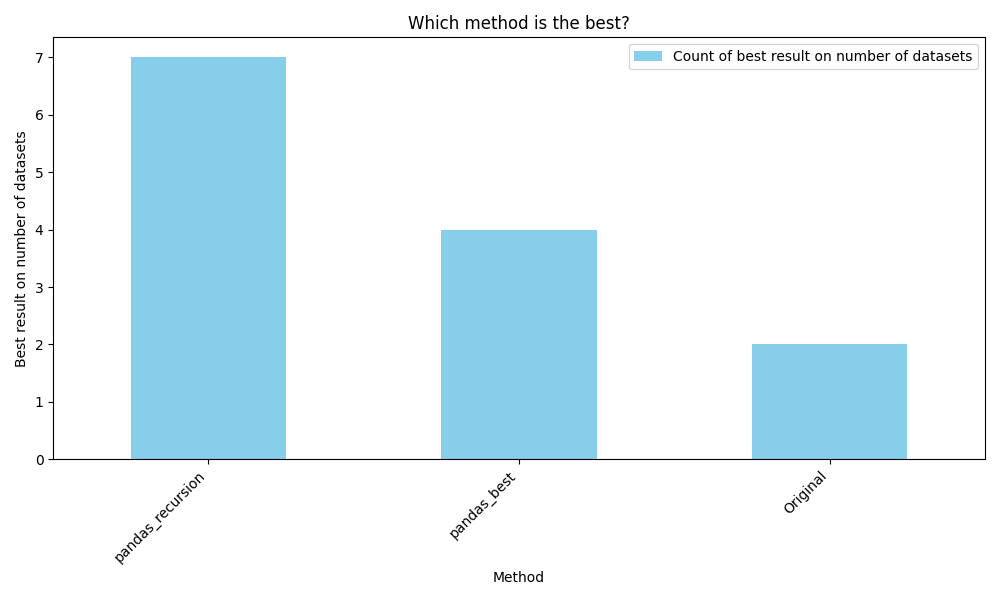 Which method is the best?
Count of best result on number of datasets
Best result on number of datasets
7
6
5
4
3
2
1
0
pandas_recursion
pandas_best
Original
Method